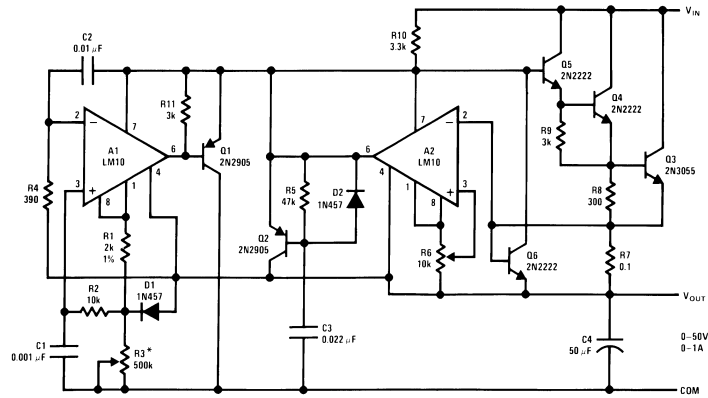 V_IN
R10
3.3k
C2
0.01 μF
Q5
2N2222
Q4
2N2222
R11
3k
Q1
2N2905
2
−
7
A1
LM10
6
4
3
+
8
1
7
−
2
A2
LM10
6
4
+
3
1
8
R9
3k
Q3
2N3055
R4
390
R5
47k
D2
1N457
R8
300
R1
2k
1%
Q2
2N2905
R6
10k
Q6
2N2222
R7
0.1
R2
10k
D1
1N457
V_OUT
C1
0.001 μF
R3*
500k
C3
0.022 μF
C4
50 μF
0–50V
0–1A
COM